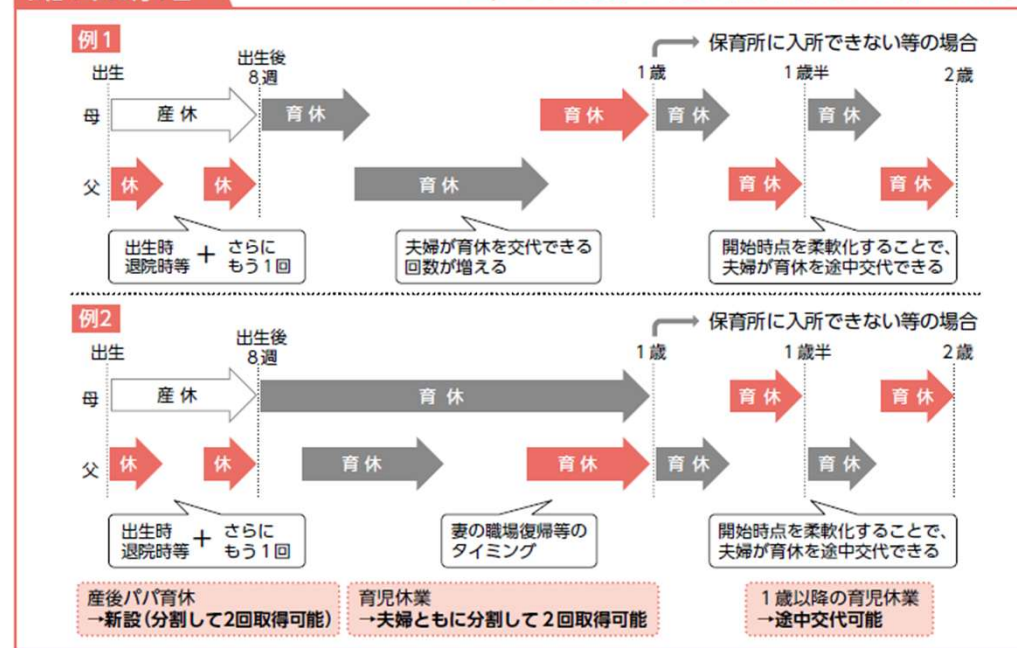 例1
保育所に入所できない等の場合
出生
出生後
8週
1歳
1歳半
2歳
母
産休
育休
育休
育休
育休
父
休
休
育休
育休
育休
出生時
退院時等
+
さらに
もう1回
夫婦が育休を交代できる
回数が増える
開始時点を柔軟化することで、
夫婦が育休を途中交代できる
例2
保育所に入所できない等の場合
出生
出生後
8週
1歳
1歳半
2歳
母
産休
育休
育休
育休
父
休
休
育休
育休
育休
育休
出生時
退院時等
+
さらに
もう1回
妻の職場復帰等の
タイミング
開始時点を柔軟化することで、
夫婦が育休を途中交代できる
産後パパ育休
→新設(分割して2回取得可能)
育児休業
→夫婦ともに分割して2回取得可能
1歳以降の育児休業
→途中交代可能